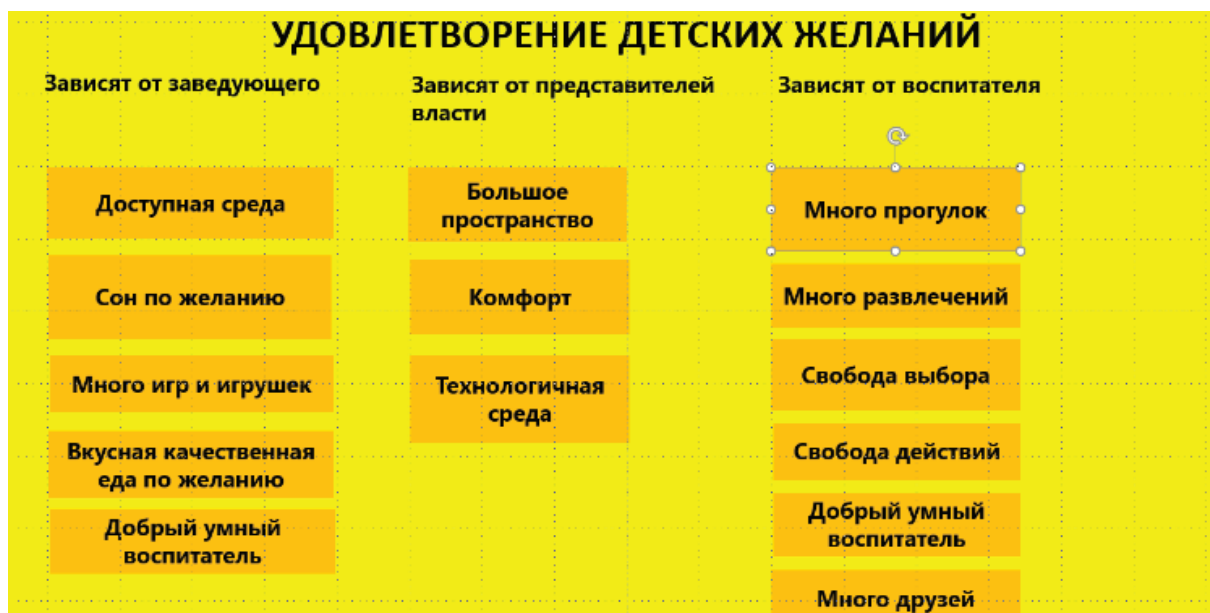 УДОВЛЕТВОРЕНИЕ ДЕТСКИХ ЖЕЛАНИЙ
Зависят от заведующего
Доступная среда
Сон по желанию
Много игр и игрушек
Вкусная качественная
еда по желанию
Добрый умный
воспитатель
Зависят от представителей
власти
Большое
пространство
Комфорт
Технологичная
среда
Зависят от воспитателя
Много прогулок
Много развлечений
Свобода выбора
Свобода действий
Добрый умный
воспитатель
Много друзей